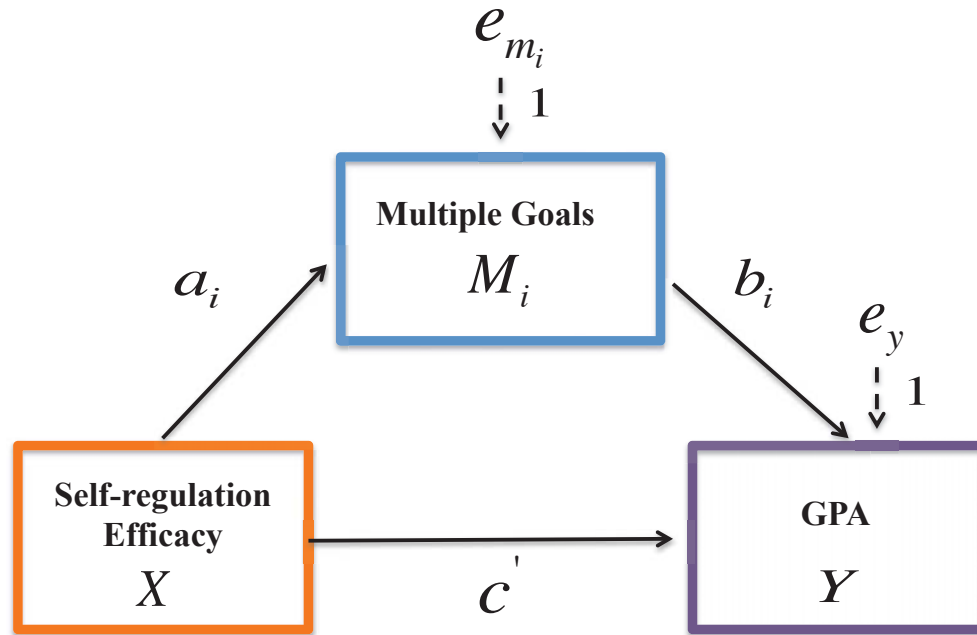 e_{m_i}
1
Multiple Goals
M_i
a_i
b_i
e_y
1
Self-regulation
Efficacy
X
c'
GPA
Y